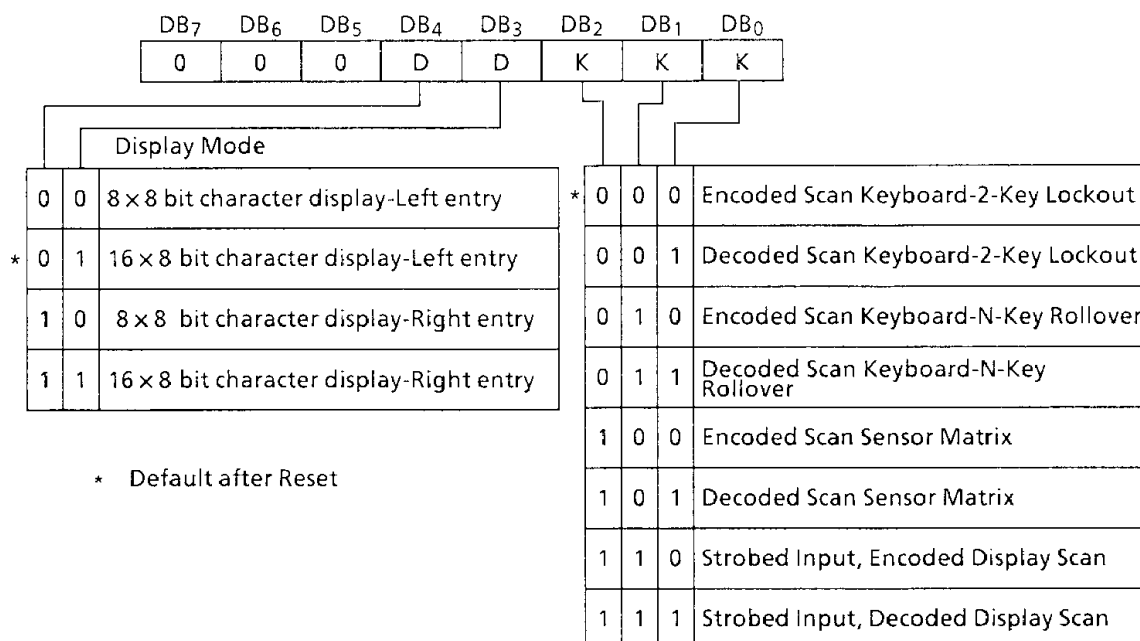 DB7 DB6 DB5 DB4 DB3 DB2 DB1 DB0
0 0 0 D D K K K
Display Mode
0 0 8 × 8 bit character display-Left entry
* 0 1 16 × 8 bit character display-Left entry
1 0 8 × 8 bit character display-Right entry
1 1 16 × 8 bit character display-Right entry
* Default after Reset
* 0 0 0 Encoded Scan Keyboard-2-Key Lockout
0 0 1 Decoded Scan Keyboard-2-Key Lockout
0 1 0 Encoded Scan Keyboard-N-Key Rollover
0 1 1 Decoded Scan Keyboard-N-Key
Rollover
1 0 0 Encoded Scan Sensor Matrix
1 0 1 Decoded Scan Sensor Matrix
1 1 0 Strobed Input, Encoded Display Scan
1 1 1 Strobed Input, Decoded Display Scan